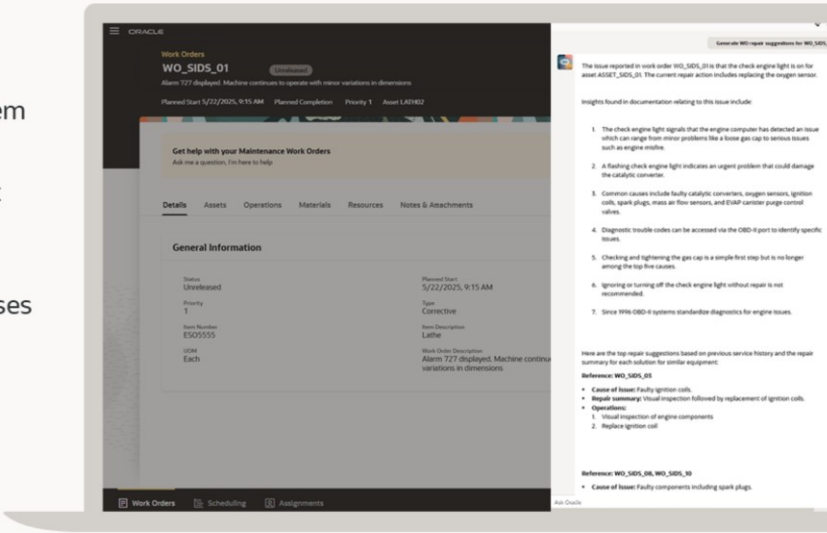 em
ses
ORACLE
Work Orders
WO_SIDS_01 Unreleased
Alarm 727 displayed. Machine continues to operate with minor variations in dimensions
Planned Start 5/22/2025, 9:15 AM Planned Completion Priority 1 Asset LATH02
Get help with your Maintenance Work Orders
Ask me a question, I'm here to help
Details Assets Operations Materials Resources Notes & Attachments
General Information
Status
Unreleased
Planned Start
5/22/2025, 9:15 AM
Priority
1
Type
Corrective
Item Number
ESO5555
Item Description
Lathe
UOM
Each
Work Order Description
Alarm 727 displayed. Machine continue
variations in dimensions
Work Orders Scheduling Assignments
Generate WO repair suggestions for WO_SIDS_
The issue reported in work order WO_SIDS_01 is that the check engine light is on for
asset ASSET_SIDS_01. The current repair action includes replacing the oxygen sensor.
Insights found in documentation relating to this issue include:
1. The check engine light signals that the engine computer has detected an issue
which can range from minor problems like a loose gas cap to serious issues
such as engine misfire.
2. A flashing check engine light indicates an urgent problem that could damage
the catalytic converter.
3. Common causes include faulty catalytic converters, oxygen sensors, ignition
coils, spark plugs, mass air flow sensors, and EVAP canister purge control
valves.
4. Diagnostic trouble codes can be accessed via the OBD-II port to identify specific
issues.
5. Checking and tightening the gas cap is a simple first step but is no longer
among the top five causes.
6. Ignoring or turning off the check engine light without repair is not
recommended.
7. Since 1996 OBD-II systems standardize diagnostics for engine issues.
Here are the top repair suggestions based on previous service history and the repair
summary for each solution for similar equipment:
Reference: WO_SIDS_03
• Cause of Issue: Faulty ignition coils.
• Repair summary: Visual inspection followed by replacement of ignition coils.
• Operations:
1. Visual inspection of engine components
2. Replace ignition coil
Reference: WO_SIDS_08, WO_SIDS_10
• Cause of Issue: Faulty components including spark plugs.
Ask Oracle